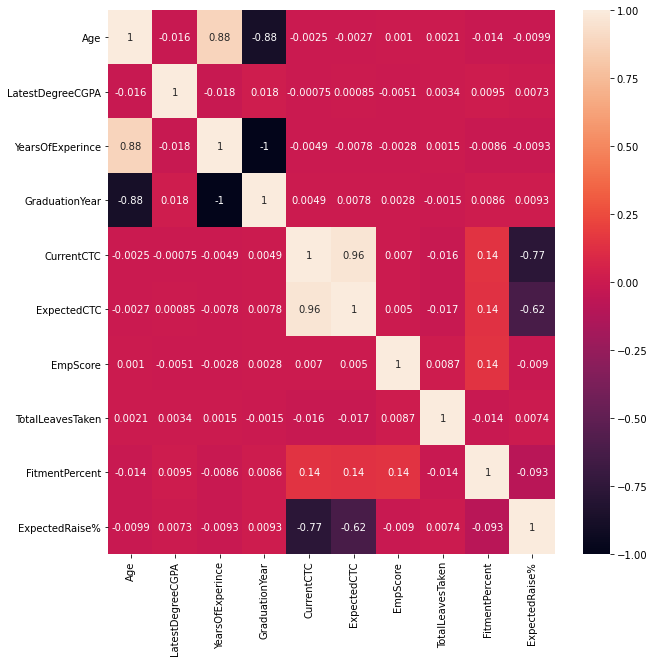 Age 1 -0.016 0.88 -0.88 -0.0025 -0.0027 0.001 0.0021 -0.014 -0.0099
LatestDegreeCGPA -0.016 1 -0.018 0.018 -0.00075 0.00085 -0.0051 0.0034 0.0095 0.0073
YearsOfExperince 0.88 -0.018 1 -1 -0.0049 -0.0078 -0.0028 0.0015 -0.0086 -0.0093
GraduationYear -0.88 0.018 -1 1 0.0049 0.0078 0.0028 -0.0015 0.0086 0.0093
CurrentCTC -0.0025 -0.00075 -0.0049 0.0049 1 0.96 0.007 -0.016 0.14 -0.77
ExpectedCTC -0.0027 0.00085 -0.0078 0.0078 0.96 1 0.005 -0.017 0.14 -0.62
EmpScore 0.001 -0.0051 -0.0028 0.0028 0.007 0.005 1 0.0087 0.14 -0.009
TotalLeavesTaken 0.0021 0.0034 0.0015 -0.0015 -0.016 -0.017 0.0087 1 -0.014 0.0074
FitmentPercent -0.014 0.0095 -0.0086 0.0086 0.14 0.14 0.14 -0.014 1 -0.093
ExpectedRaise% -0.0099 0.0073 -0.0093 0.0093 -0.77 -0.62 -0.009 0.0074 -0.093 1
Age
LatestDegreeCGPA
YearsOfExperince
GraduationYear
CurrentCTC
ExpectedCTC
EmpScore
TotalLeavesTaken
FitmentPercent
ExpectedRaise%
1.00
0.75
0.50
0.25
0.00
−0.25
−0.50
−0.75
−1.00